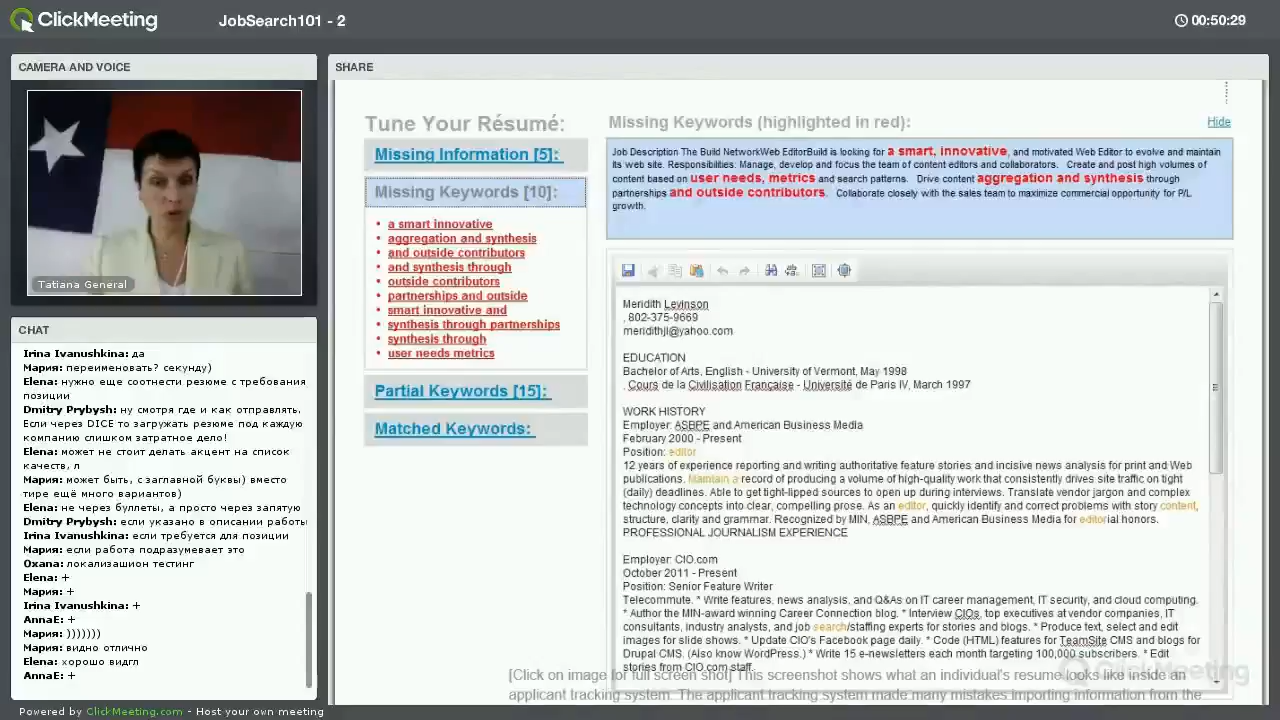 ClickMeeting
JobSearch101 - 2
00:50:29
CAMERA AND VOICE
Tatiana General
CHAT
Irina Ivanushkina: да
Мария: переименовать? секунду)
Elena: нужно еще соотнести резюме с требования
позиции
Dmitry Prybysh: ну смотря где и как отправлять.
Если через DICE то загружать резюме под каждую
компанию слишком затратное дело!
Elena: может не стоит делать акцент на список
качеств, л
Мария: может быть, с заглавной буквы) вместо
тире ещё много вариантов)
Elena: не через буллеты, а просто через запятую
Dmitry Prybysh: если указано в описании работы
Irina Ivanushkina: если требуется для позиции
Мария: если работа подразумевает это
Oxana: локализашион тестинг
Elena: +
Мария: +
Irina Ivanushkina: +
AnnaE: +
Мария: )))))))
Мария: видно отлично
Elena: хорошо видгл
AnnaE: +
SHARE
Tune Your Résumé:
Missing Information [5]:
Missing Keywords [10]:
• a smart innovative
• aggregation and synthesis
• and outside contributors
• and synthesis through
• outside contributors
• partnerships and outside
• smart innovative and
• synthesis through partnerships
• synthesis through
• user needs metrics
Partial Keywords [15]:
Matched Keywords:
Missing Keywords (highlighted in red):
Hide
Job Description The Build NetworkWeb EditorBuild is looking for a smart, innovative, and motivated Web Editor to evolve and maintain
its web site. Responsibilities: Manage, develop and focus the team of content editors and collaborators. Create and post high volumes of
content based on user needs, metrics and search patterns. Drive content aggregation and synthesis through
partnerships and outside contributors. Collaborate closely with the sales team to maximize commercial opportunity for P/L
growth.
Meridith Levinson
. 802-375-9669
meridithjl@yahoo.com
EDUCATION
Bachelor of Arts, English - University of Vermont, May 1998
. Cours de la Civilisation Française - Université de Paris IV, March 1997
WORK HISTORY
Employer: ASBPE and American Business Media
February 2000 - Present
Position: editor
12 years of experience reporting and writing authoritative feature stories and incisive news analysis for print and Web
publications. Maintain a record of producing a volume of high-quality work that consistently drives site traffic on tight
(daily) deadlines. Able to get tight-lipped sources to open up during interviews. Translate vendor jargon and complex
technology concepts into clear, compelling prose. As an editor, quickly identify and correct problems with story content,
structure, clarity and grammar. Recognized by MIN, ASBPE and American Business Media for editorial honors.
PROFESSIONAL JOURNALISM EXPERIENCE
Employer: CIO.com
October 2011 - Present
Position: Senior Feature Writer
Telecommute. * Write features, news analysis, and Q&As on IT career management, IT security, and cloud computing.
* Author the MIN-award winning Career Connection blog. * Interview CIOs, top executives at vendor companies, IT
consultants, industry analysts, and job search/staffing experts for stories and blogs. * Produce text, select and edit
images for slide shows. * Update CIO's Facebook page daily. * Code (HTML) features for TeamSite CMS and blogs for
Drupal CMS. (Also know WordPress.) * Write 15 e-newsletters each month targeting 100,000 subscribers. * Edit
stories from CIO.com staff.
[Click on image for full screen shot] This screenshot shows what an individual's resume looks like inside an
applicant tracking system. The applicant tracking system made many mistakes importing information from the
ClickMeeting
Powered by ClickMeeting.com - Host your own meeting